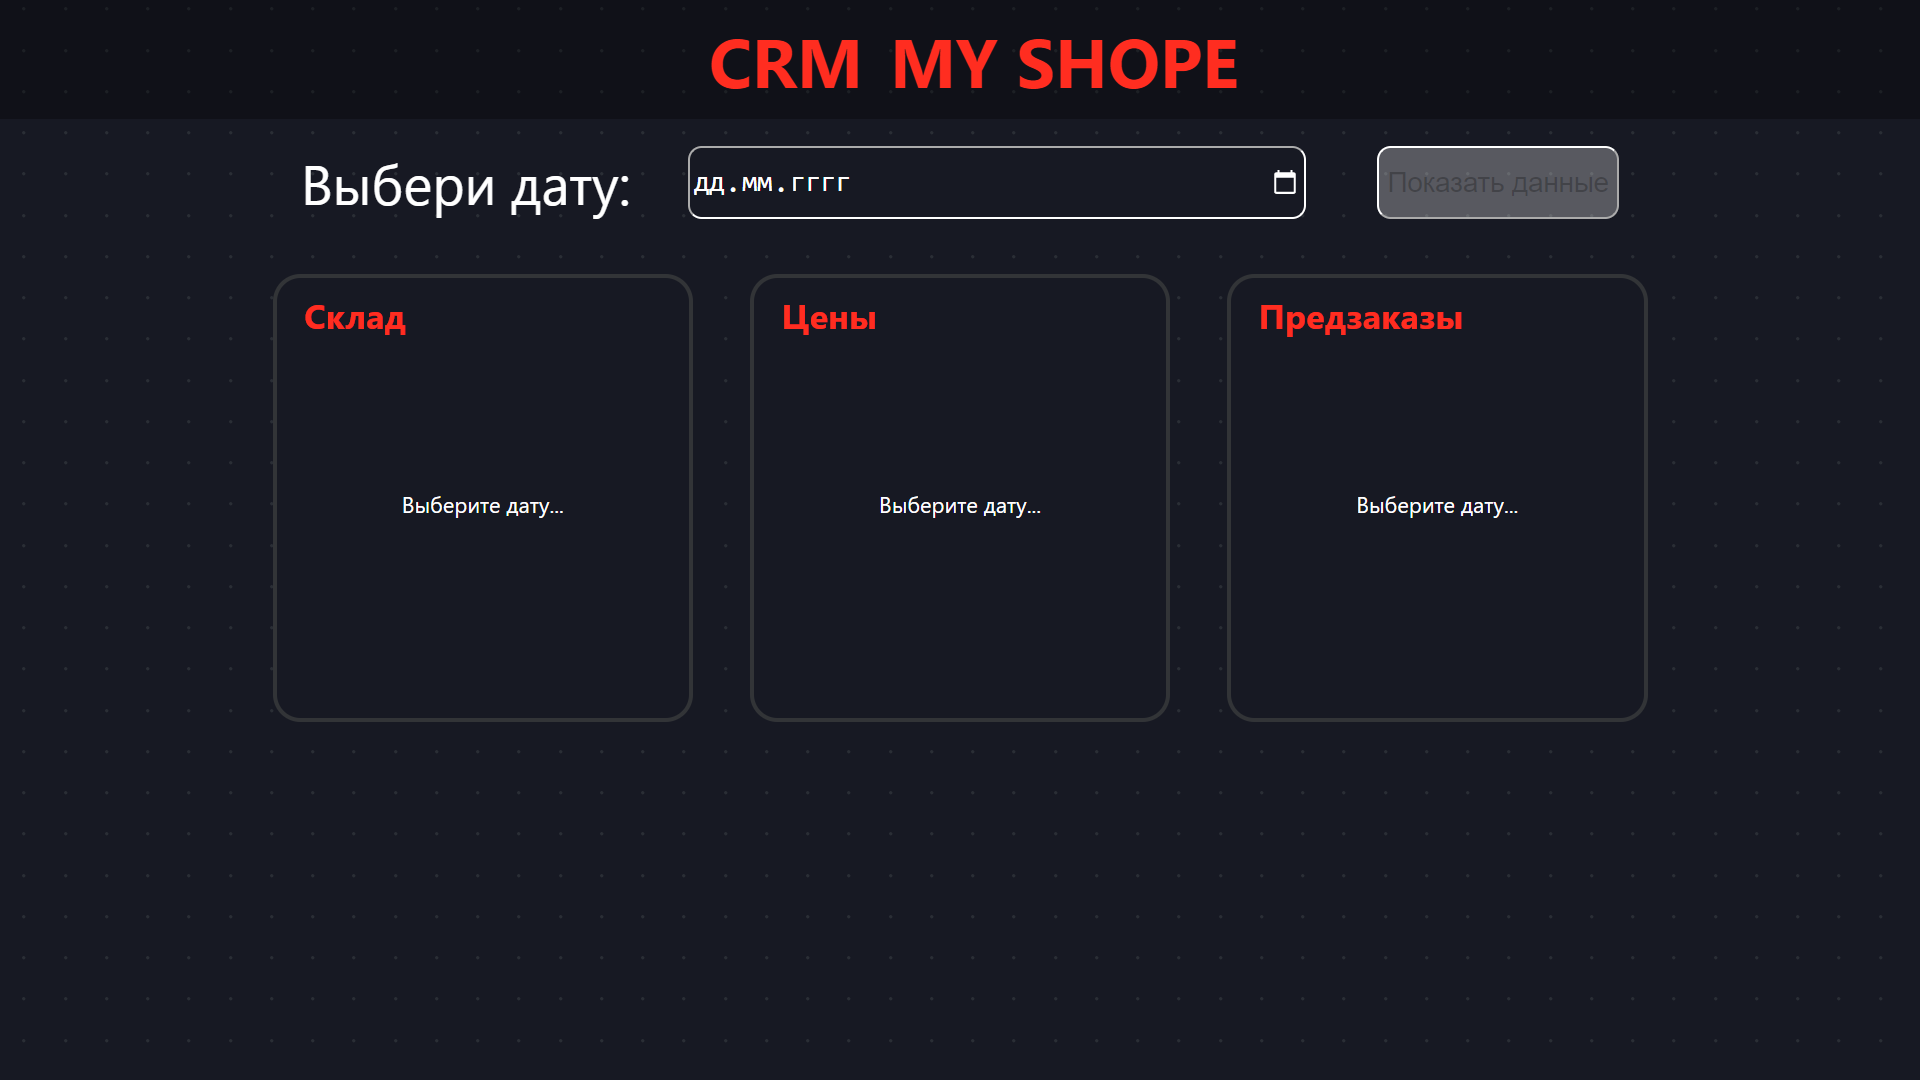 CRM MY SHOPE
Выбери дату:
дд.мм.гггг
Показать данные
Склад
Выберите дату...
Цены
Выберите дату...
Предзаказы
Выберите дату...